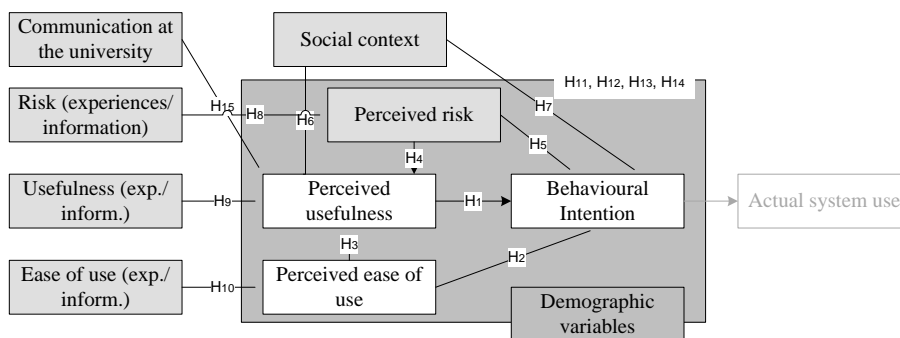 Communication at
the university
Social context
H11, H12, H13, H14
Risk (experiences/
information)
H15
H8
H6
H7
Perceived risk
H5
H4
Usefulness (exp./
inform.)
H9
Perceived
usefulness
H1
Behavioural
Intention
Actual system use
H3
H2
Ease of use (exp./
inform.)
H10
Perceived ease of
use
Demographic
variables